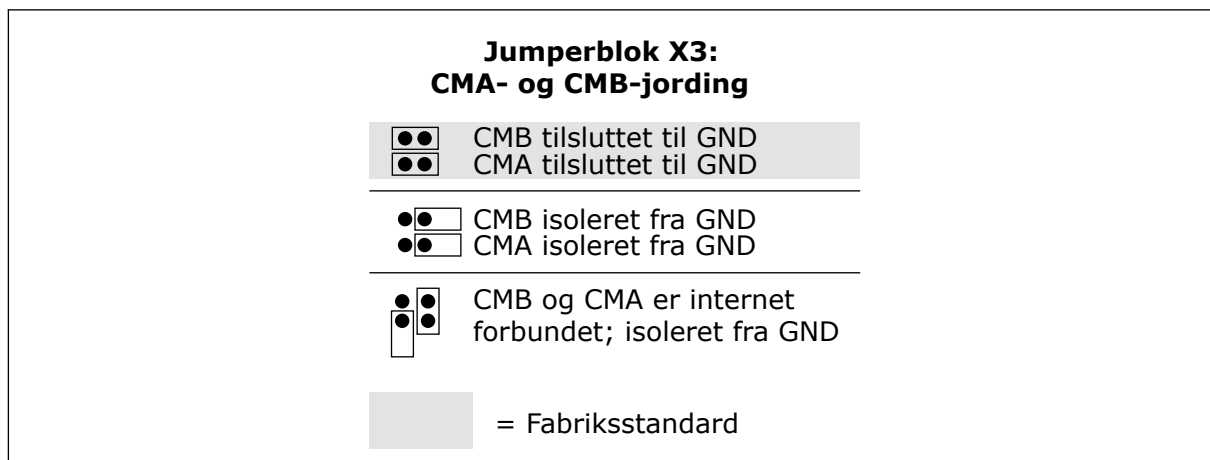 Jumperblok X3:
CMA- og CMB-jording
CMB tilsluttet til GND
CMA tilsluttet til GND
CMB isoleret fra GND
CMA isoleret fra GND
CMB og CMA er internet
forbundet; isoleret fra GND
= Fabriksstandard